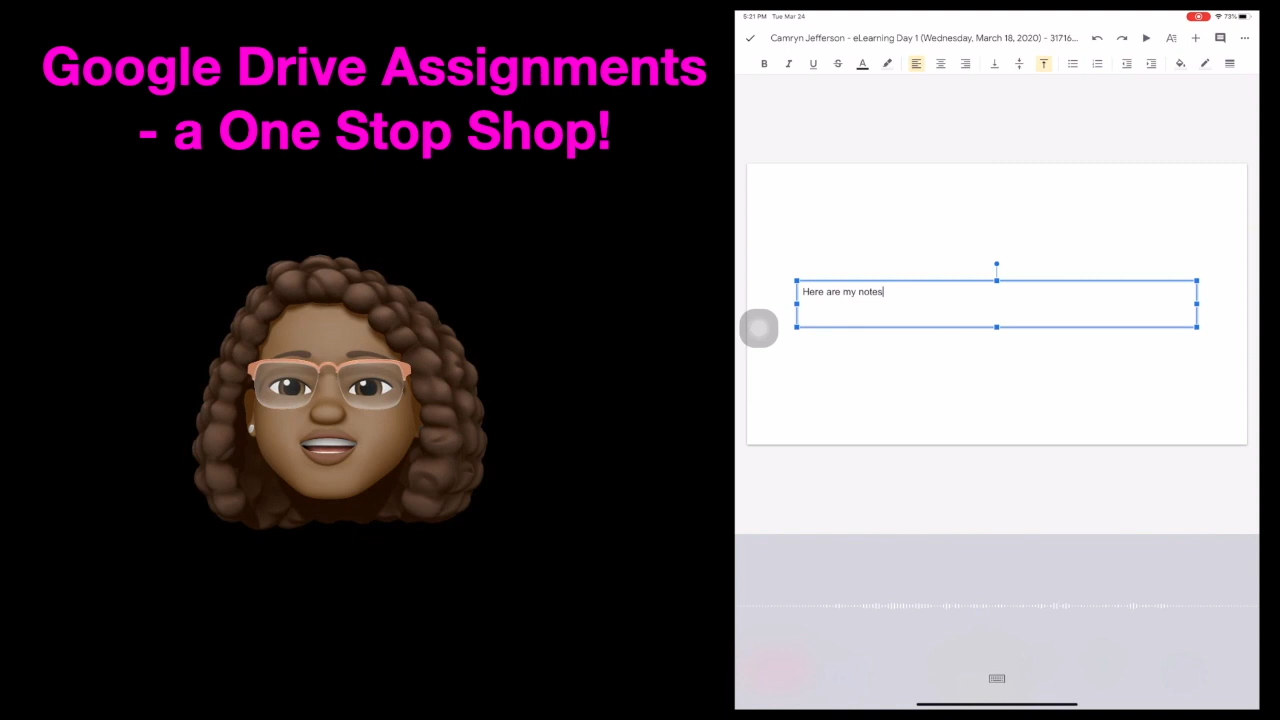 Google Drive Assignments
- a One Stop Shop!
5:21 PM Tue Mar 24
73%
Camryn Jefferson - eLearning Day 1 (Wednesday, March 18, 2020) - 31716...
B I U S A
Here are my notes